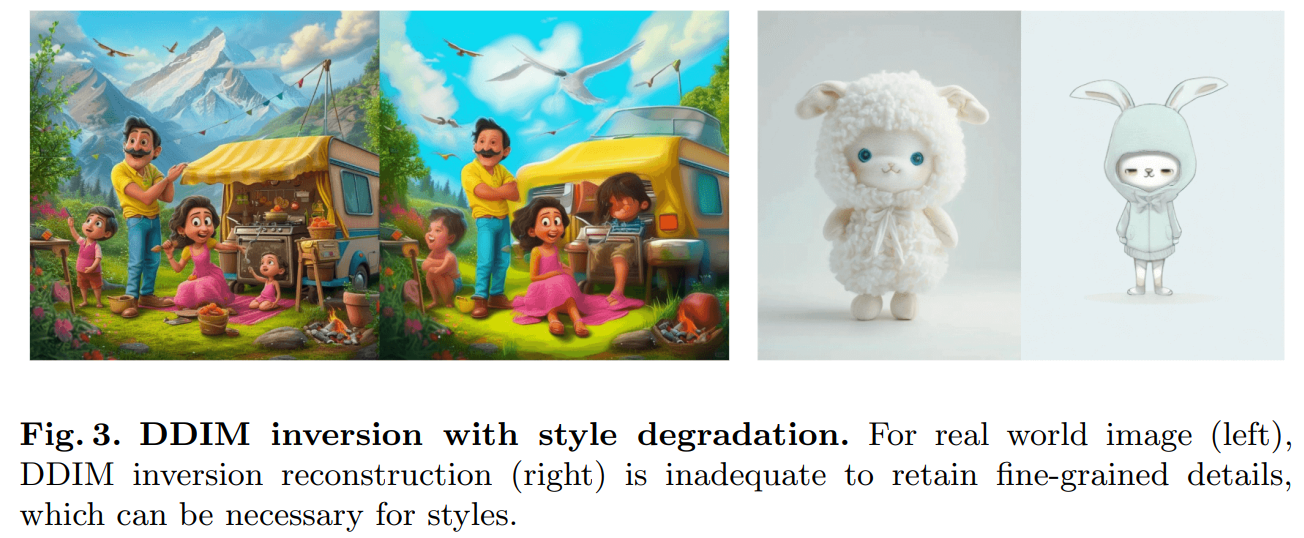 Fig. 3. DDIM inversion with style degradation. For real world image (left),
DDIM inversion reconstruction (right) is inadequate to retain fine-grained details,
which can be necessary for styles.